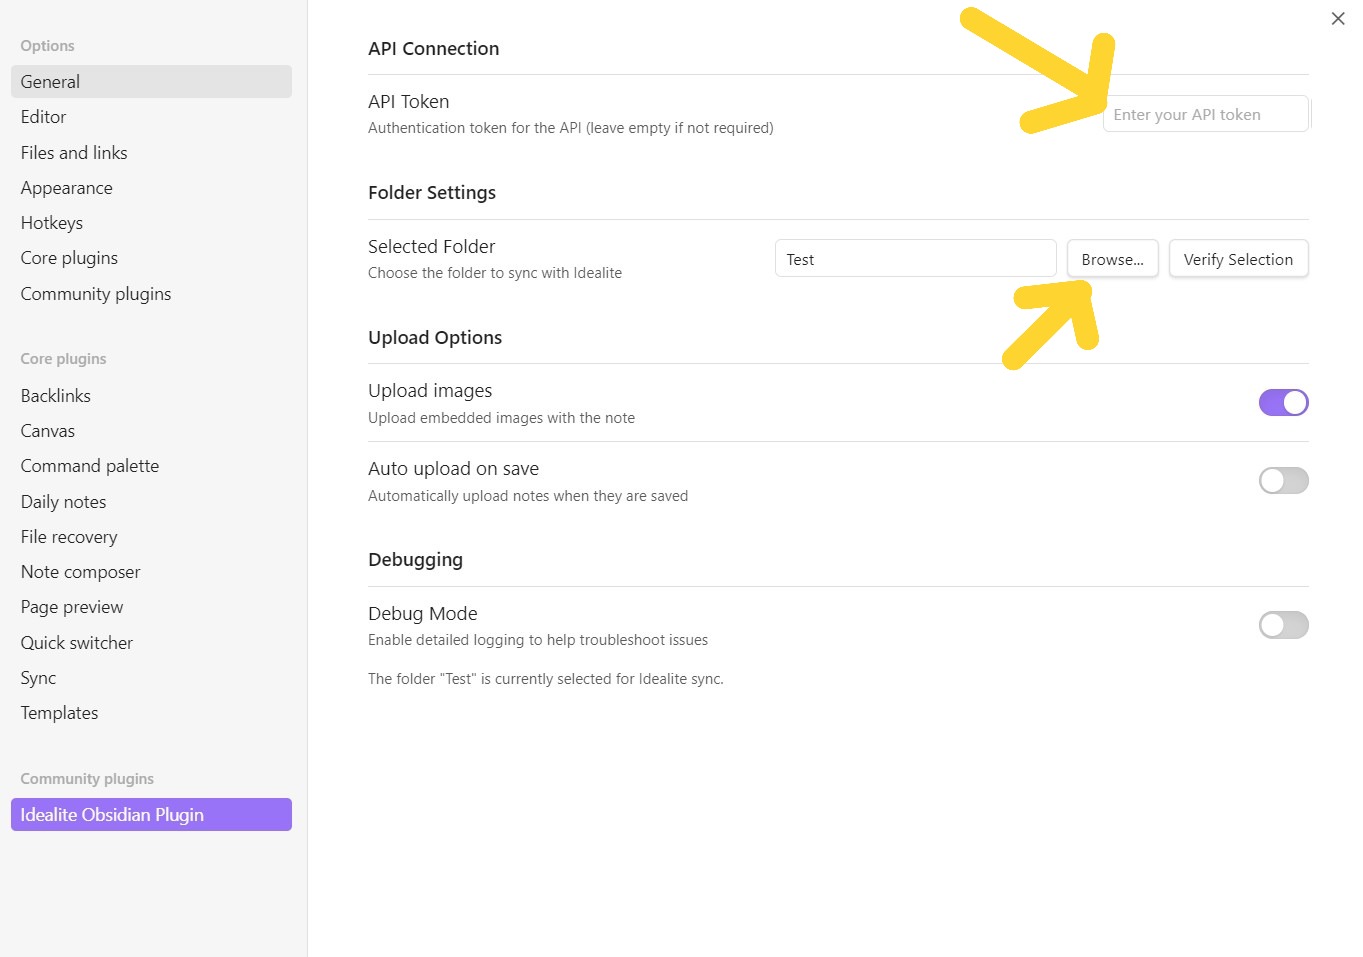 Options
General
Editor
Files and links
Appearance
Hotkeys
Core plugins
Community plugins
Core plugins
Backlinks
Canvas
Command palette
Daily notes
File recovery
Note composer
Page preview
Quick switcher
Sync
Templates
Community plugins
Idealite Obsidian Plugin
API Connection
API Token
Authentication token for the API (leave empty if not required)
Enter your API token
Folder Settings
Selected Folder
Choose the folder to sync with Idealite
Test
Browse...
Verify Selection
Upload Options
Upload images
Upload embedded images with the note
Auto upload on save
Automatically upload notes when they are saved
Debugging
Debug Mode
Enable detailed logging to help troubleshoot issues
The folder "Test" is currently selected for Idealite sync.